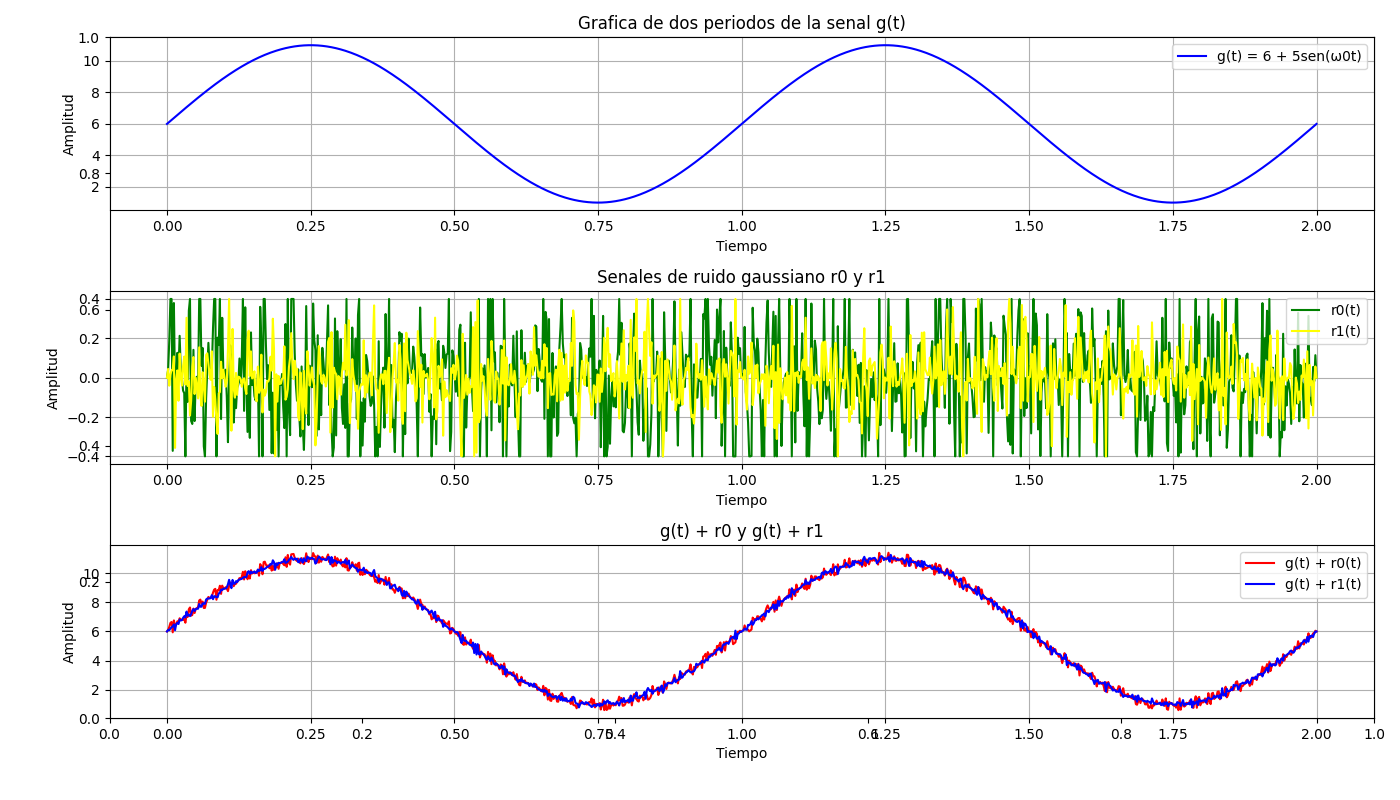 Grafica de dos periodos de la senal g(t)
1.0
10
8
6
4
0.8
2
Amplitud
g(t) = 6 + 5sen(ω0t)
0.00 0.25 0.50 0.75 1.00 1.25 1.50 1.75 2.00
Tiempo
Senales de ruido gaussiano r0 y r1
0.4
0.6
0.2
0.0
−0.2
0.4
−0.4
Amplitud
r0(t)
r1(t)
0.00 0.25 0.50 0.75 1.00 1.25 1.50 1.75 2.00
Tiempo
g(t) + r0 y g(t) + r1
10
0.2
8
6
4
2
0.0
Amplitud
g(t) + r0(t)
g(t) + r1(t)
0.0 0.00 0.25 0.2 0.50 0.75 0.4 1.00 0.6 1.25 1.50 0.8 1.75 2.00 1.0
Tiempo